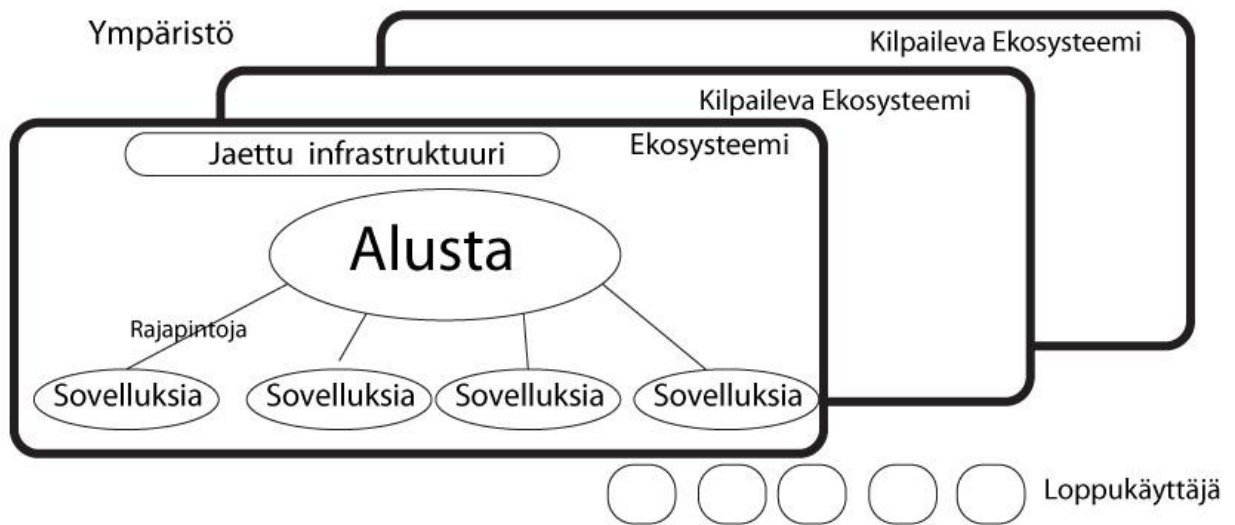 Ympäristö
Kilpaileva Ekosysteemi
Kilpaileva Ekosysteemi
Ekosysteemi
Jaettu infrastruktuuri
Alusta
Rajapintoja
Sovelluksia Sovelluksia Sovelluksia Sovelluksia
Loppukäyttäjä